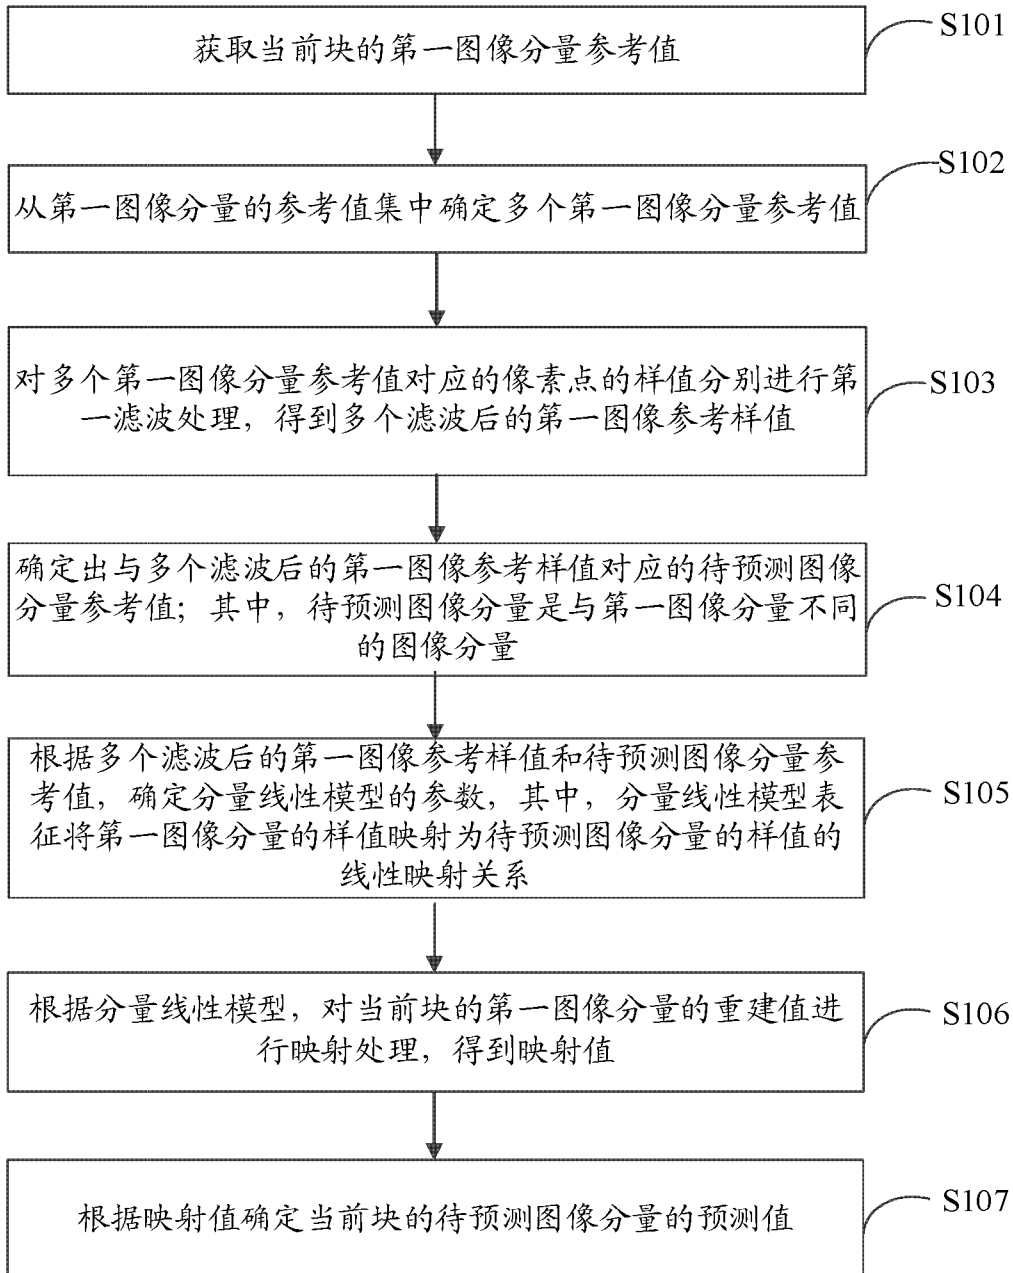 获取当前块的第一图像分量参考值
S101
从第一图像分量的参考值集中确定多个第一图像分量参考值
S102
对多个第一图像分量参考值对应的像素点的样值分别进行第
一滤波处理，得到多个滤波后的第一图像参考样值
S103
确定出与多个滤波后的第一图像参考样值对应的待预测图像
分量参考值；其中，待预测图像分量是与第一图像分量不同
的图像分量
S104
根据多个滤波后的第一图像参考样值和待预测图像分量参
考值，确定分量线性模型的参数，其中，分量线性模型表
征将第一图像分量的样值映射为待预测图像分量的样值的
线性映射关系
S105
根据分量线性模型，对当前块的第一图像分量的重建值进
行映射处理，得到映射值
S106
根据映射值确定当前块的待预测图像分量的预测值
S107